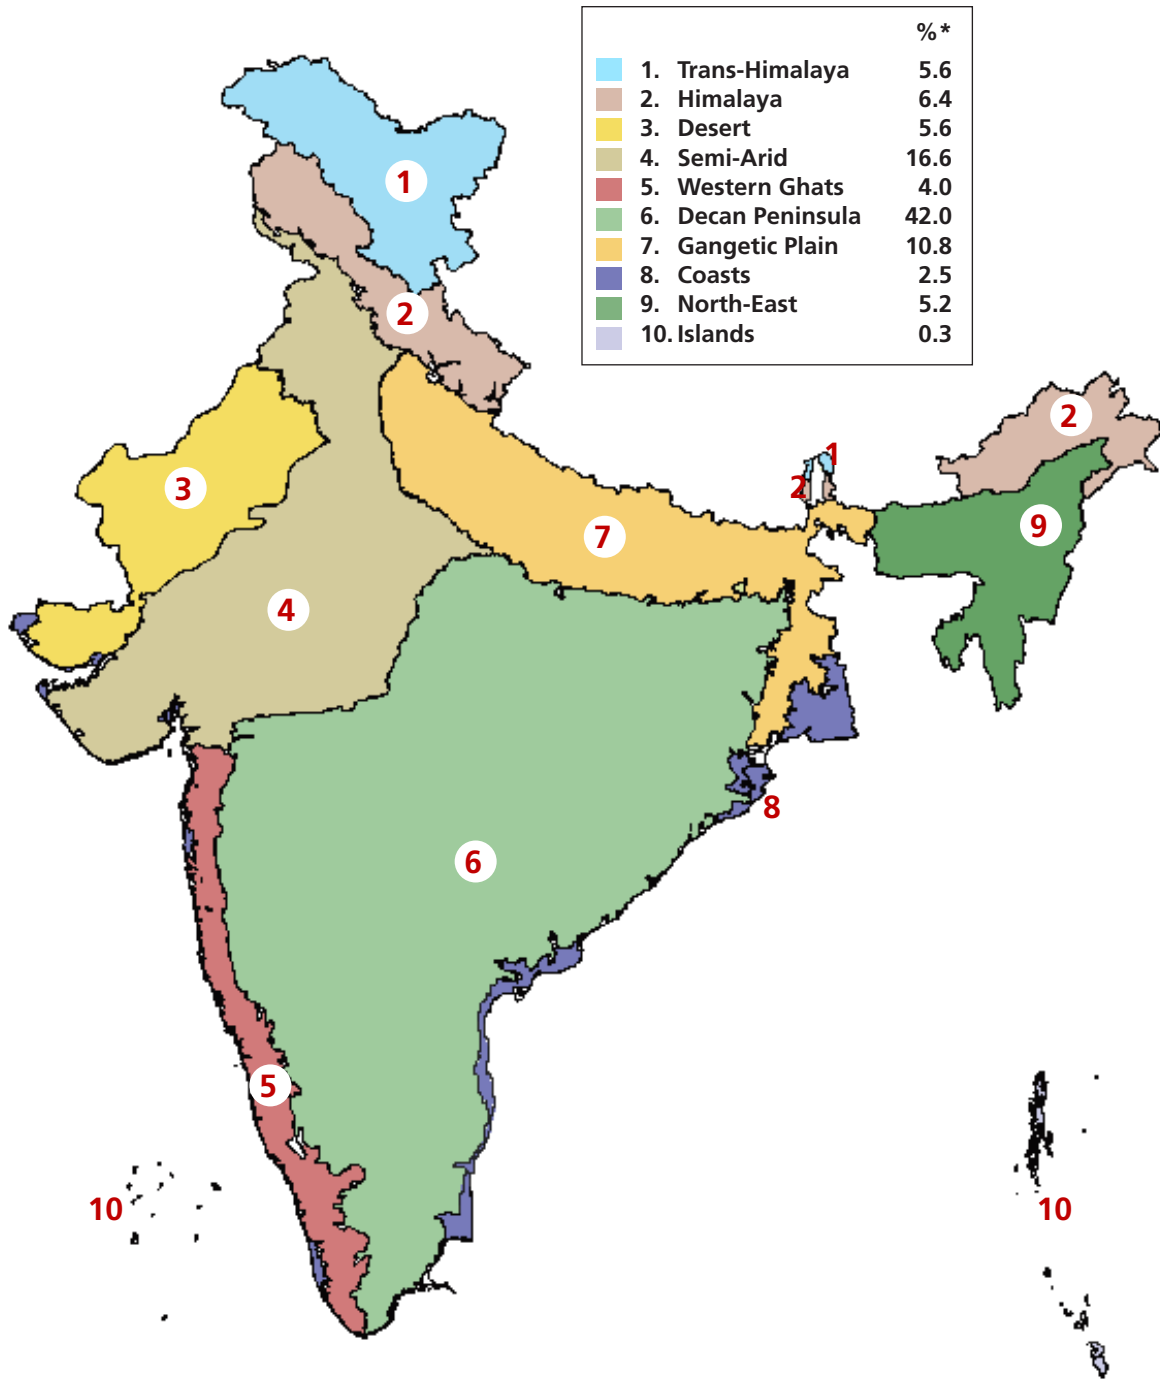 %*
1. Trans-Himalaya 5.6
2. Himalaya 6.4
3. Desert 5.6
4. Semi-Arid 16.6
5. Western Ghats 4.0
6. Decan Peninsula 42.0
7. Gangetic Plain 10.8
8. Coasts 2.5
9. North-East 5.2
10. Islands 0.3
1
2
2
1
2
3
9
7
4
8
6
5
10
10